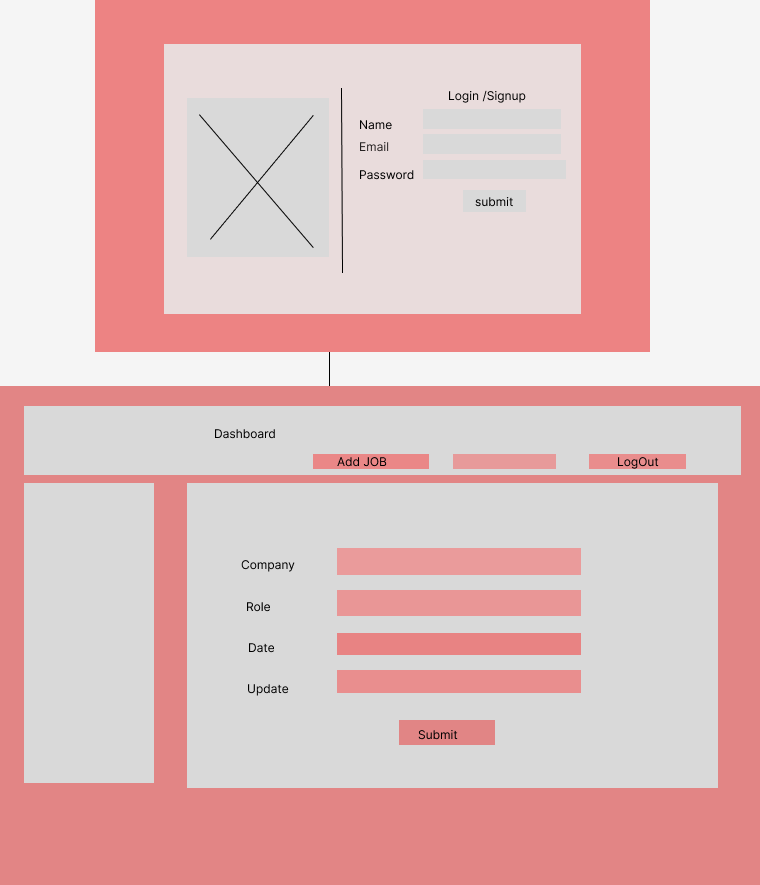 Login /Signup
Name
Email
Password
submit
Dashboard
Add JOB
LogOut
Company
Role
Date
Update
Submit